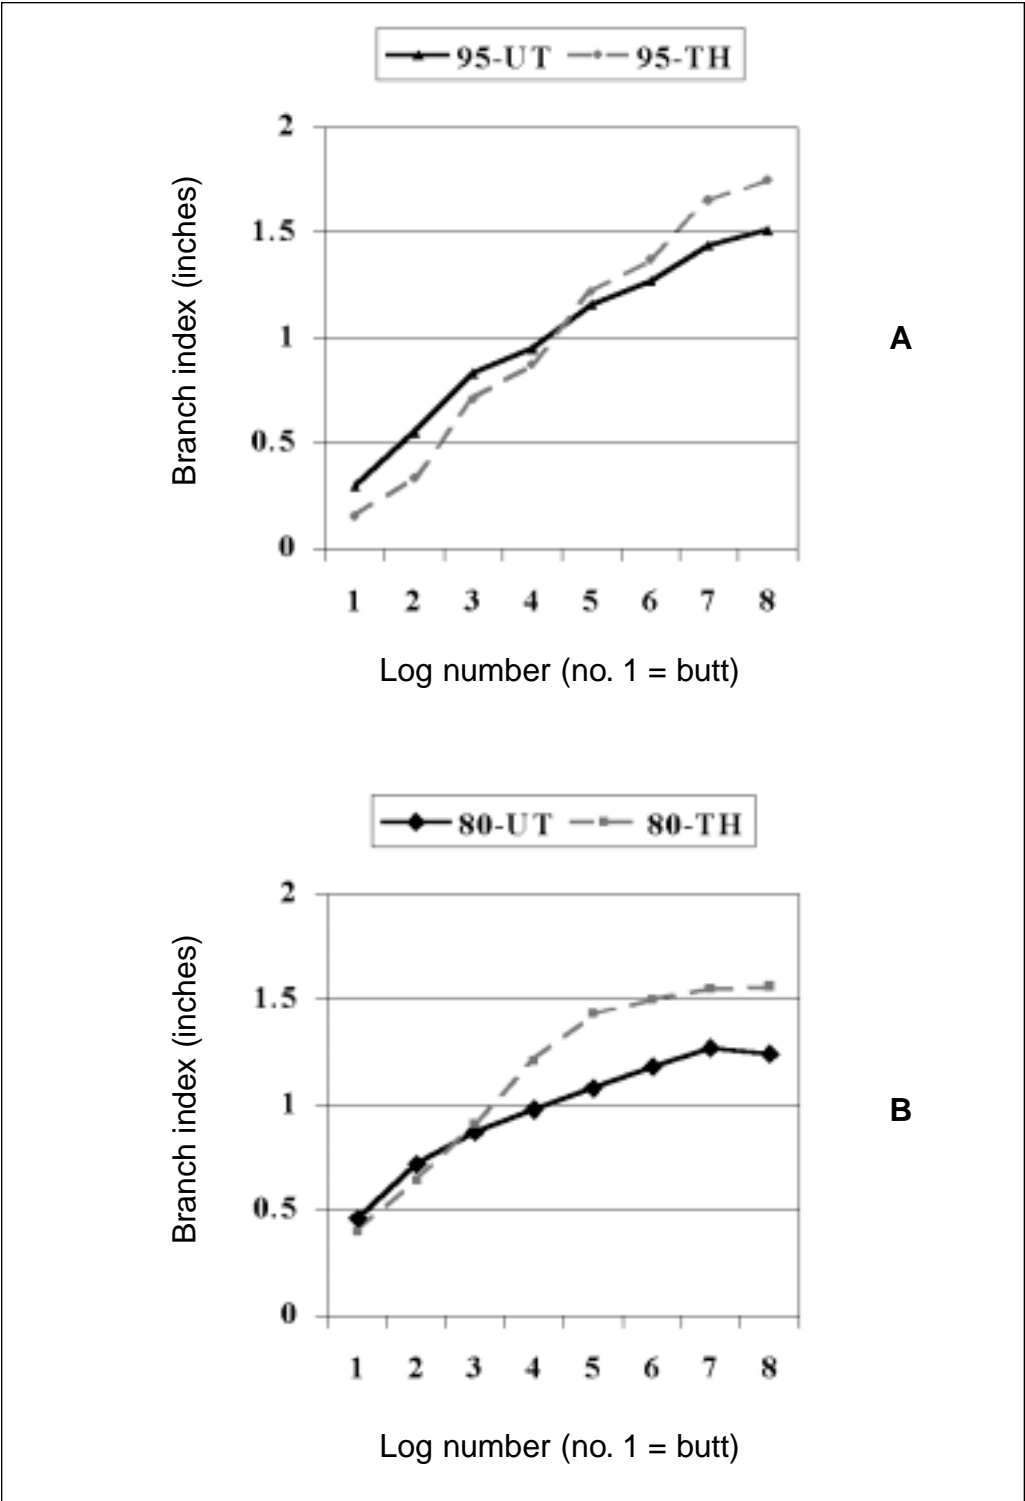 95-UT 95-TH
2
1.5
1
0.5
0
Branch index (inches)
A
1 2 3 4 5 6 7 8
Log number (no. 1 = butt)
80-UT 80-TH
2
1.5
1
0.5
0
Branch index (inches)
B
1 2 3 4 5 6 7 8
Log number (no. 1 = butt)